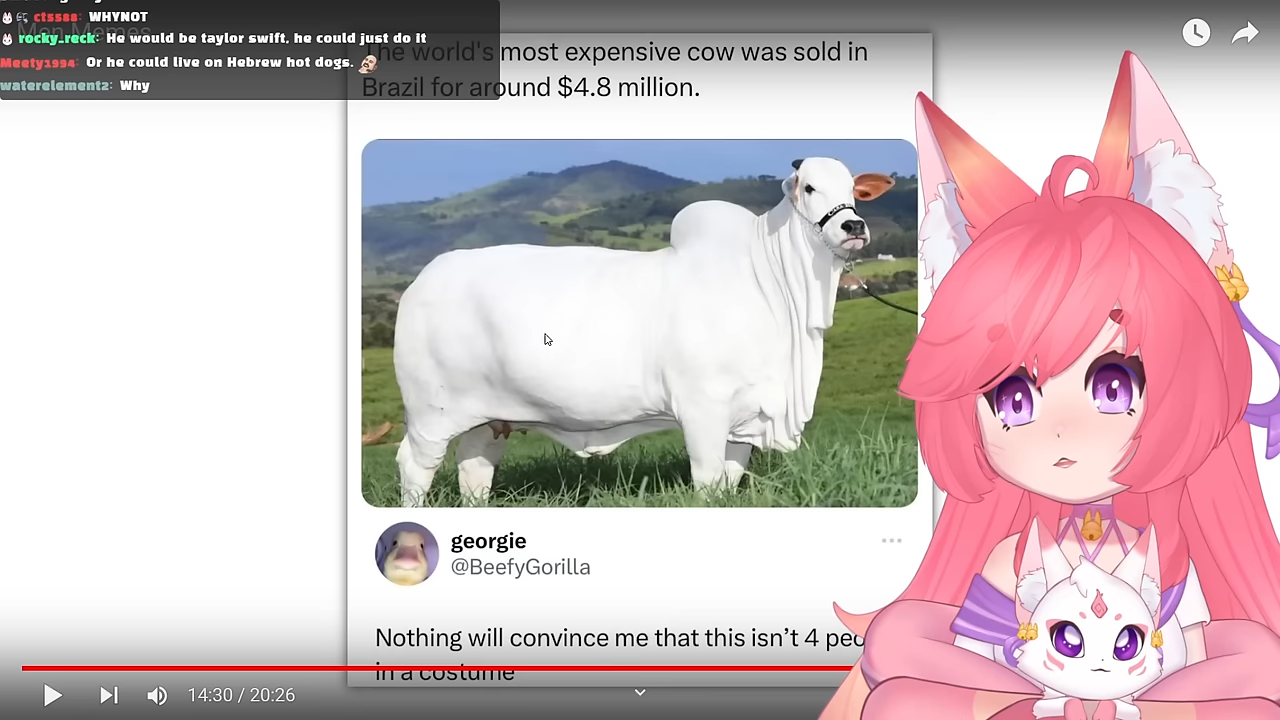 ctssss: WHYNOT
rocky_reck: He would be taylor swift, he could just do it
Meety1994: Or he could live on Hebrew hot dogs.
waterelement2: Why
The world's most expensive cow was sold in
Brazil for around $4.8 million.
georgie
@BeefyGorilla
Nothing will convince me that this isn't 4 peo
in a costume
14:30 / 20:26